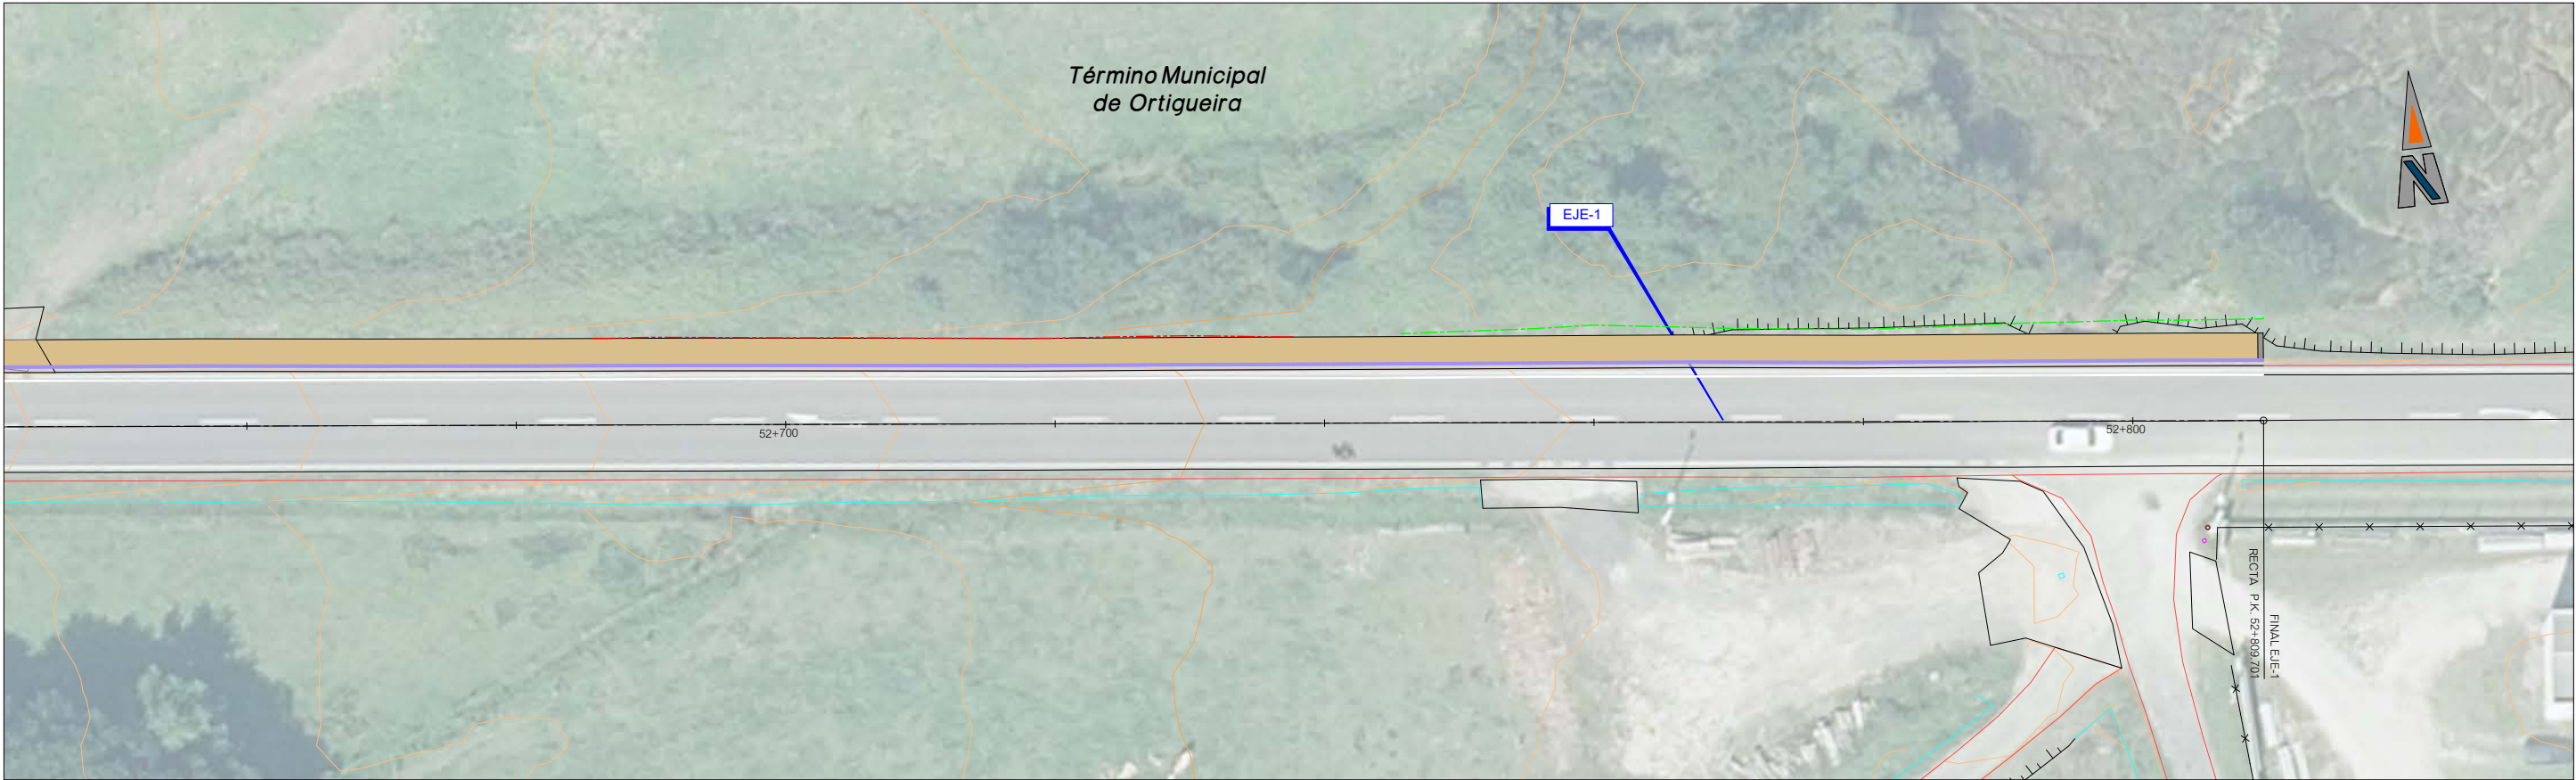 Término Municipal
de Ortigueira
N
EJE-1
52+700
52+800
RECTA P.K. 52+809.701
FINAL EJE-1